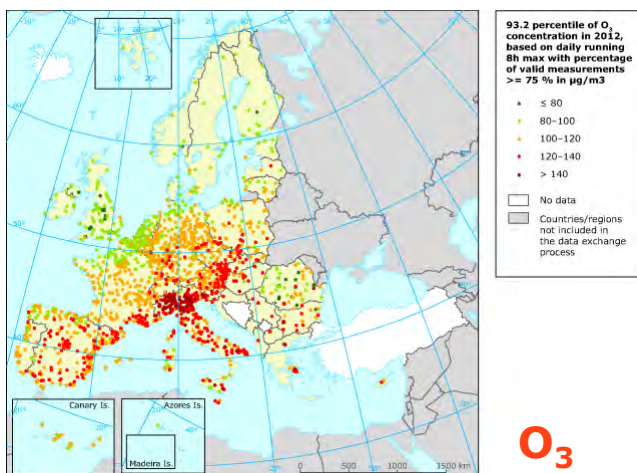 93.2 percentile of O3
concentration in 2012,
based on daily running
8h max with percentage
of valid measurements
>= 75 % in µg/m3
≤ 80
80–100
100–120
120–140
> 140
No data
Countries/regions
not included in
the data exchange
process
Canary Is.
Azores Is.
Madeira Is.
0 500 1000 1500 km
O3